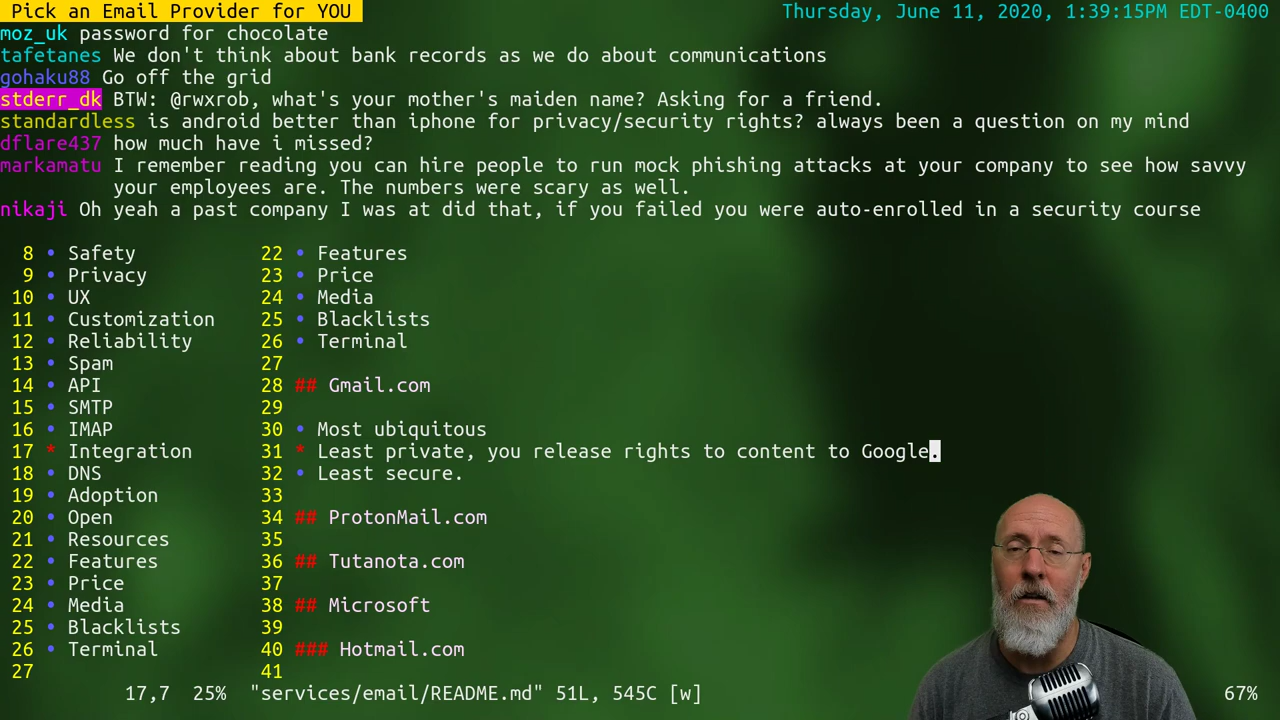 Pick an Email Provider for YOU
Thursday, June 11, 2020, 1:39:15PM EDT-0400
moz_uk password for chocolate
tafetanes We don't think about bank records as we do about communications
gohaku88 Go off the grid
stderr_dk BTW: @rwxrob, what's your mother's maiden name? Asking for a friend.
standardless is android better than iphone for privacy/security rights? always been a question on my mind
dflare437 how much have i missed?
markamatu I remember reading you can hire people to run mock phishing attacks at your company to see how savvy
your employees are. The numbers were scary as well.
nikaji Oh yeah a past company I was at did that, if you failed you were auto-enrolled in a security course
8 • Safety
9 • Privacy
10 • UX
11 • Customization
12 • Reliability
13 • Spam
14 • API
15 • SMTP
16 • IMAP
17 * Integration
18 • DNS
19 • Adoption
20 • Open
21 • Resources
22 • Features
23 • Price
24 • Media
25 • Blacklists
26 • Terminal
27
22 • Features
23 • Price
24 • Media
25 • Blacklists
26 • Terminal
27
28 ## Gmail.com
29
30 • Most ubiquitous
31 * Least private, you release rights to content to Google.
32 • Least secure.
33
34 ## ProtonMail.com
35
36 ## Tutanota.com
37
38 ## Microsoft
39
40 ### Hotmail.com
41
17,7 25% "services/email/README.md" 51L, 545C [w] 67%